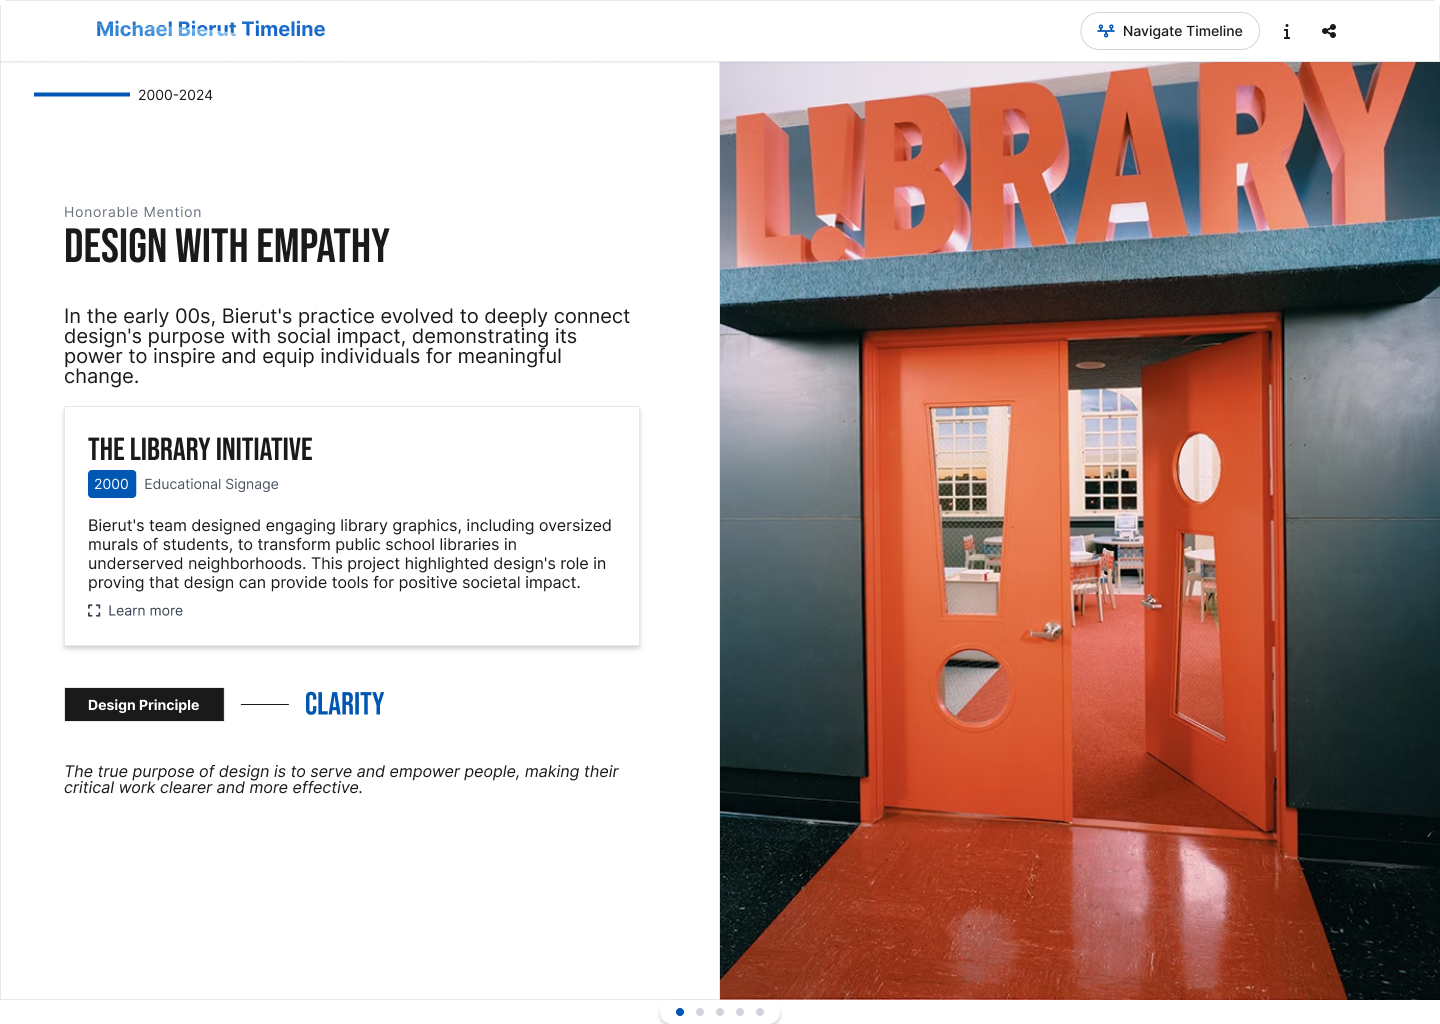 Michael Bierut Timeline
Navigate Timeline
2000-2024
Honorable Mention
DESIGN WITH EMPATHY
In the early 00s, Bierut's practice evolved to deeply connect
design's purpose with social impact, demonstrating its
power to inspire and equip individuals for meaningful
change.
THE LIBRARY INITIATIVE
2000 Educational Signage
Bierut's team designed engaging library graphics, including oversized
murals of students, to transform public school libraries in
underserved neighborhoods. This project highlighted design's role in
proving that design can provide tools for positive societal impact.
Learn more
Design Principle
CLARITY
The true purpose of design is to serve and empower people, making their
critical work clearer and more effective.
L!BRARY